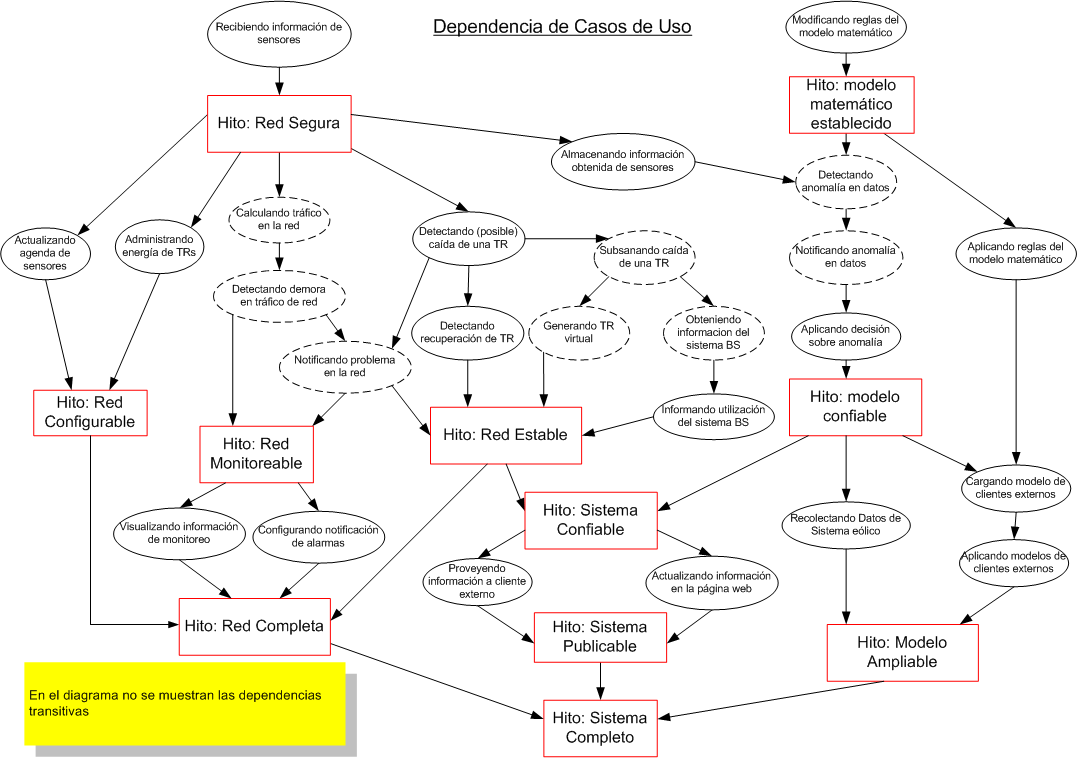 Dependencia de Casos de Uso
Recibiendo información de
sensores
Modificando reglas del
modelo matemático
Hito: Red Segura
Hito: modelo
matemático
establecido
Almacenando información
obtenida de sensores
Detectando
anomalía en datos
Calculando tráfico
en la red
Actualizando
agenda de
sensores
Administrando
energía de TRs
Detectando (posible)
caída de una TR
Subsanando caída
de una TR
Notificando anomalía
en datos
Aplicando reglas del
modelo matemático
Detectando demora
en tráfico de red
Detectando
recuperación de TR
Generando TR
virtual
Obteniendo
informacion del
sistema BS
Aplicando decisión
sobre anomalía
Notificando problema
en la red
Hito: Red
Configurable
Hito: modelo
confiable
Informando utilización
del sistema BS
Hito: Red Estable
Hito: Red
Monitoreable
Cargando modelo de
clientes externos
Hito: Sistema
Confiable
Visualizando información
de monitoreo
Configurando notificación
de alarmas
Recolectando Datos de
Sistema eólico
Aplicando modelos de
clientes externos
Proveyendo
información a cliente
externo
Actualizando información
en la página web
Hito: Red Completa
Hito: Sistema
Publicable
Hito: Modelo
Ampliable
En el diagrama no se muestran las dependencias
transitivas
Hito: Sistema
Completo